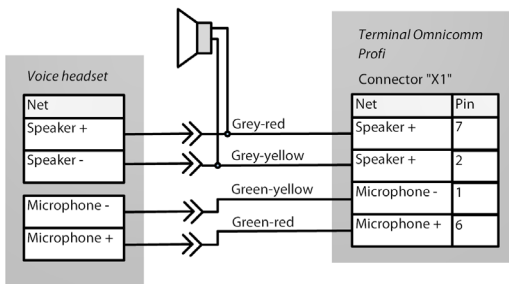 Terminal Omnicomm
Profi
Voice headset
Connector "X1"
Net
Net Pin
Speaker +
Grey-red
Speaker + 7
Speaker -
Grey-yellow
Speaker + 2
Green-yellow
Microphone - 1
Microphone -
Green-red
Microphone + 6
Microphone +